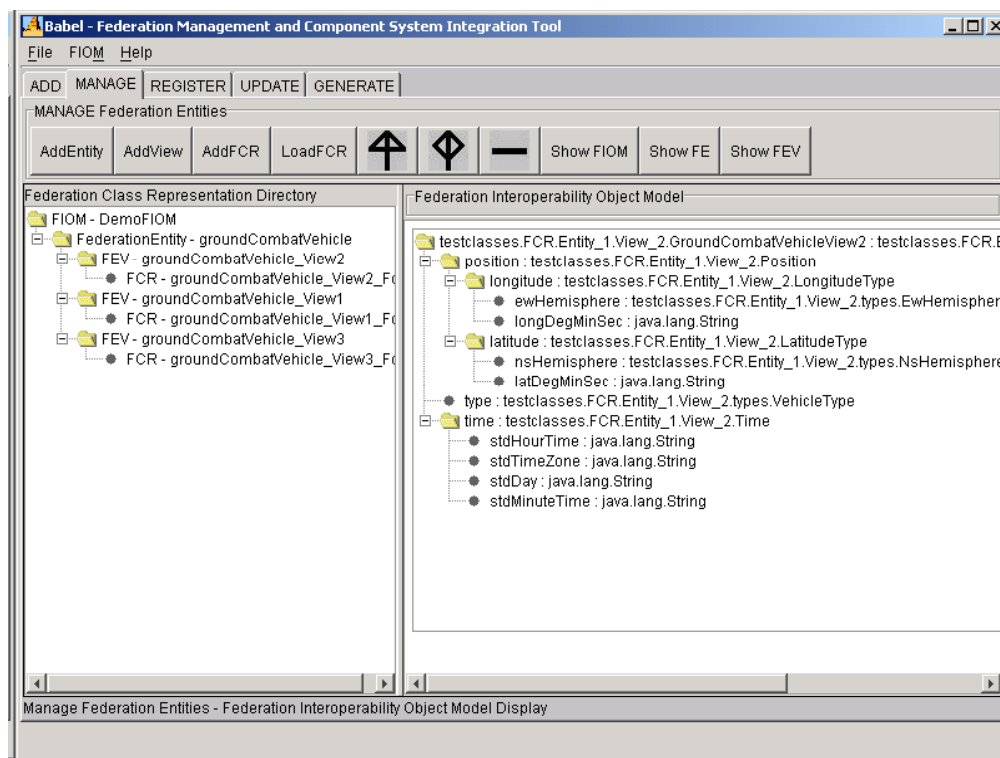 Babel - Federation Management and Component System Integration Tool
File FIOM Help
ADD MANAGE REGISTER UPDATE GENERATE
MANAGE Federation Entities
AddEntity AddView AddFCR LoadFCR Show FIOM Show FE Show FEV
Federation Class Representation Directory
FIOM - DemoFIOM
FederationEntity - groundCombatVehicle
FEV - groundCombatVehicle_View2
FCR - groundCombatVehicle_View2_Fo
FEV - groundCombatVehicle_View1
FCR - groundCombatVehicle_View1_Fo
FEV - groundCombatVehicle_View3
FCR - groundCombatVehicle_View3_Fo
Federation Interoperability Object Model
testclasses.FCR.Entity_1.View_2.GroundCombatVehicleView2 : testclasses.FCR.E
position : testclasses.FCR.Entity_1.View_2.Position
longitude : testclasses.FCR.Entity_1.View_2.LongitudeType
ewHemisphere : testclasses.FCR.Entity_1.View_2.types.EwHemispher
longDegMinSec : java.lang.String
latitude : testclasses.FCR.Entity_1.View_2.LatitudeType
nsHemisphere : testclasses.FCR.Entity_1.View_2.types.NsHemisphere
latDegMinSec : java.lang.String
type : testclasses.FCR.Entity_1.View_2.types.VehicleType
time : testclasses.FCR.Entity_1.View_2.Time
stdHourTime : java.lang.String
stdTimeZone : java.lang.String
stdDay : java.lang.String
stdMinuteTime : java.lang.String
Manage Federation Entities - Federation Interoperability Object Model Display